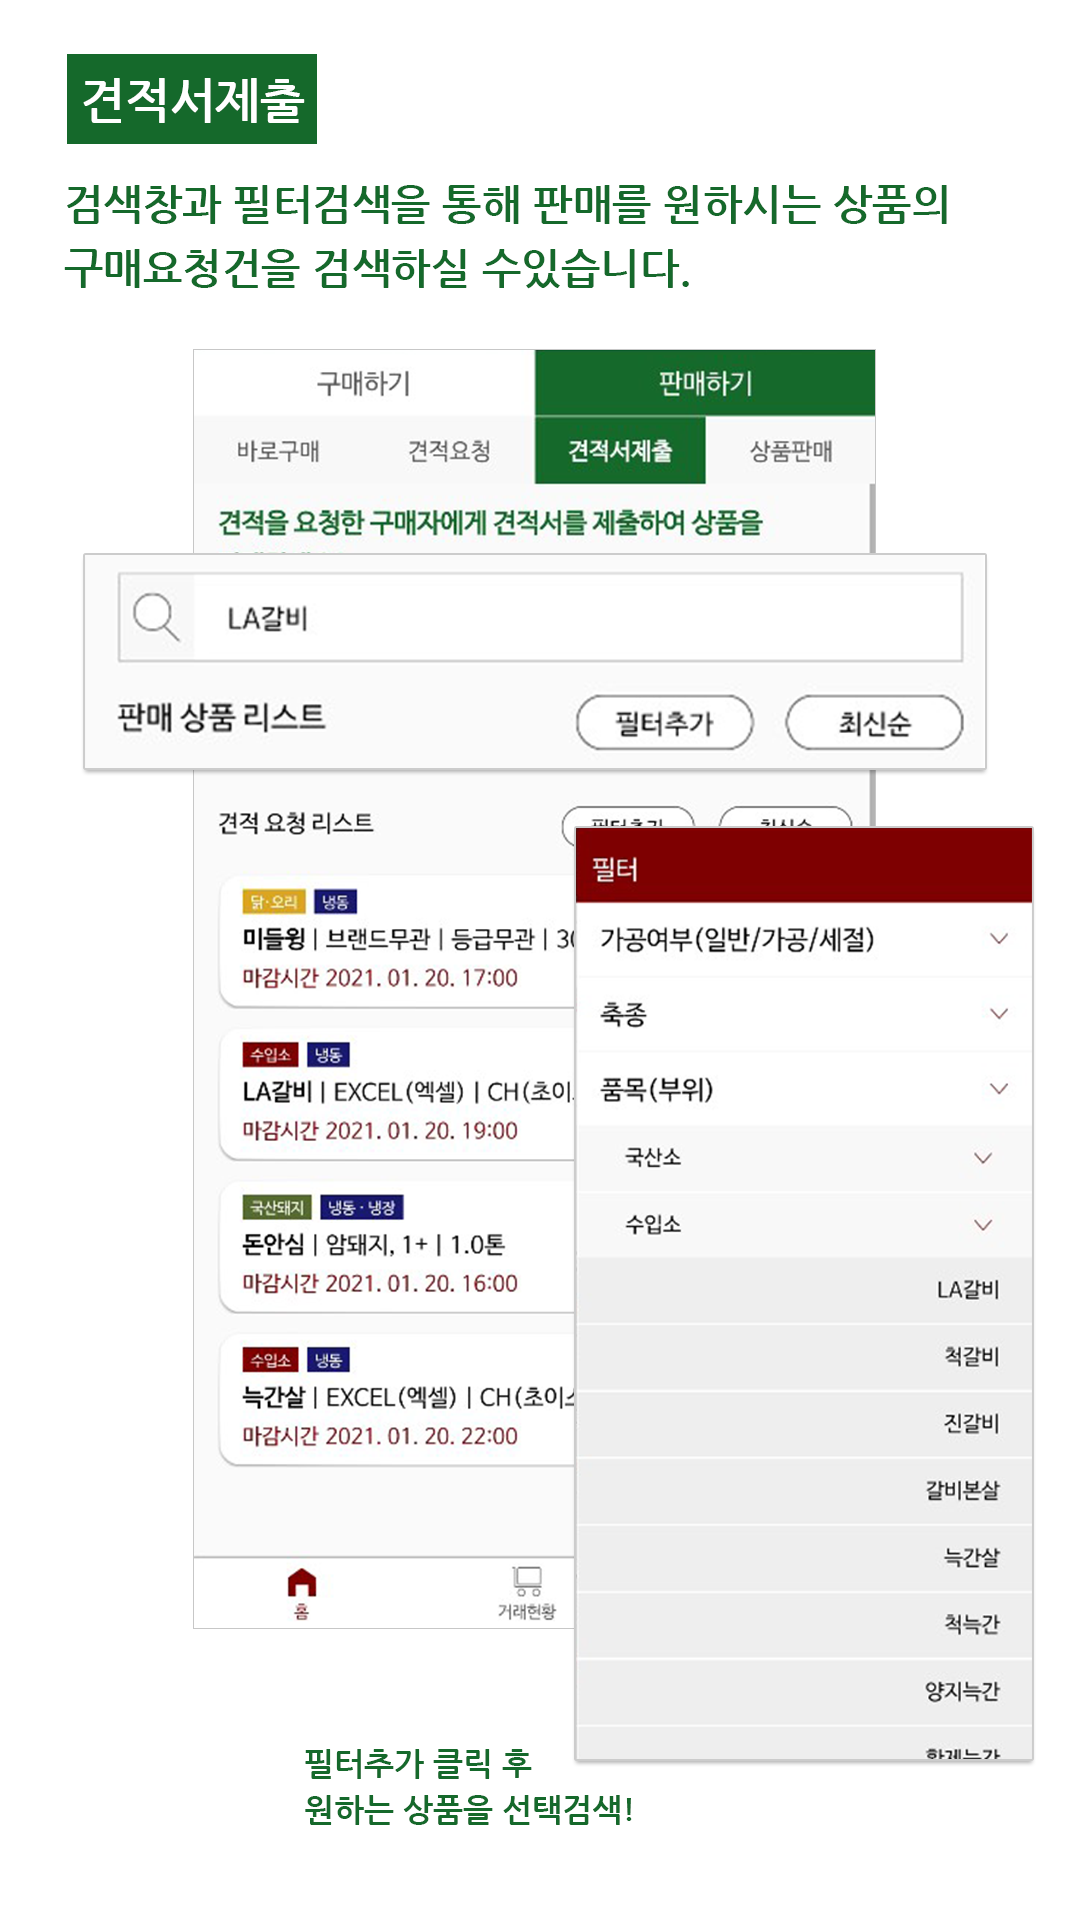 견적서제출
검색창과 필터검색을 통해 판매를 원하시는 상품의
구매요청건을 검색하실 수있습니다.
구매하기
판매하기
바로구매
견적요청
견적서제출
상품판매
견적을 요청한 구매자에게 견적서를 제출하여 상품을
LA갈비
판매 상품 리스트
필터추가
최신순
견적 요청 리스트
필터추가
최신순
닭·오리
냉동
미들윙 | 브랜드무관 | 등급무관 |
마감시간 2021. 01. 20. 17:00
수입소
냉동
LA갈비 | EXCEL(엑셀) | CH(초이
마감시간 2021. 01. 20. 19:00
국산돼지
냉동 · 냉장
돈안심 | 암돼지, 1+ | 1.0톤
마감시간 2021. 01. 20. 16:00
수입소
냉동
늑간살 | EXCEL(엑셀) | CH(초이
마감시간 2021. 01. 20. 22:00
홈
거래현황
필터
가공여부(일반/가공/세절)
축종
품목(부위)
국산소
수입소
LA갈비
척갈비
진갈비
갈비본살
늑간살
척늑간
양지늑간
필터추가 클릭 후
원하는 상품을 선택검색!